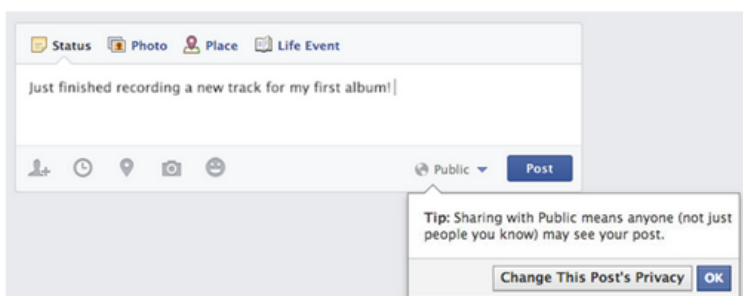 Status Photo Place Life Event
Just finished recording a new track for my first album!
Public Post
Tip: Sharing with Public means anyone (not just
people you know) may see your post.
Change This Post's Privacy OK